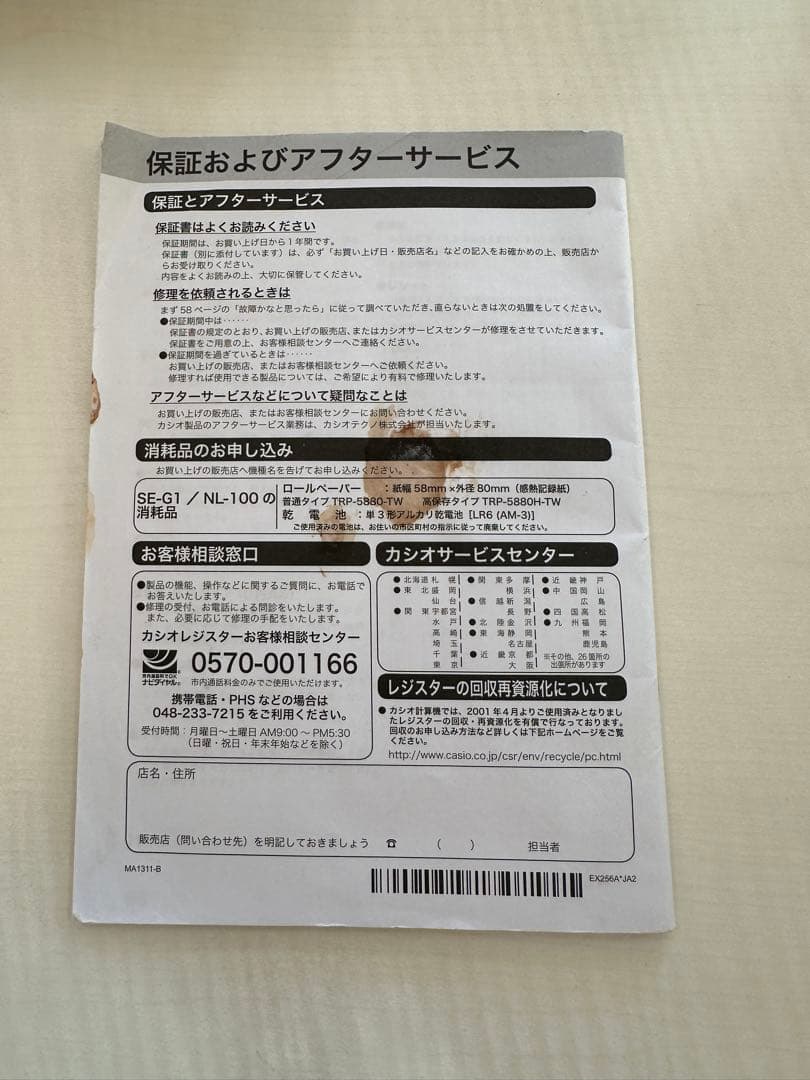 保証およびアフターサービス
保証とアフターサービス
保証書はよくお読みください
保証期間は、お買い上げ日から1年間です。
保証書（別に添付しています）は、必ず「お買い上げ日・販売店名」などの記入をお確かめの上、販売店か
らお受け取りください。
内容をよくお読みの上、大切に保管してください。
修理を依頼されるときは
まず58ページの「故障かなと思ったら」に従って調べていただき、直らないときは次の処置をしてください。
●保証期間中は‥‥‥
保証書の規定のとおり、お買い上げの販売店、またはカシオサービスセンターが修理をさせていただきます。
保証書をご用意の上、お客様相談センターへご連絡ください。
●保証期間を過ぎているときは‥‥‥
お買い上げの販売店、またはお客様相談センターへご依頼ください。
修理すれば使用できる製品については、ご希望により有料で修理いたします。
アフターサービスなどについて疑問なことは
お買い上げの販売店、またはお客様相談センターにお問い合わせください。
カシオ製品のアフターサービス業務は、カシオテクノ株式会社が担当いたします。
消耗品のお申し込み
お買い上げの販売店へ機種名を告げてお申し込みください。
SE-G1 / NL-100 の
消耗品
ロールペーパー ：紙幅58mm×外径80mm（感熱記録紙）
普通タイプ TRP-5880-TW 高保存タイプ TRP-5880H-TW
乾電池：単3形アルカリ乾電池［LR6 (AM-3)］
ご使用済みの電池は、お住いの市区町村の指示に従って廃棄してください。
お客様相談窓口
●製品の機能、操作などに関するご質問に、お電話で
お答えいたします。
●修理の受付、お電話による問診をいたします。
また、必要に応じて修理の手配をいたします。
カシオレジスターお客様相談センター
市内通話料でOK
ナビダイヤル
0570-001166
市内通話料金のみでご使用いただけます。
携帯電話・PHSなどの場合は
048-233-7215をご利用ください。
受付時間：月曜日～土曜日 AM9:00～PM5:30
（日曜・祝日・年末年始などを除く）
カシオサービスセンター
●北海道札幌
●東北盛岡
仙台
●関東宇都宮
水戸
高崎
埼玉
千葉
東京
●関東多摩
横浜
●信越新潟
長野
●北陸金沢
●東海静岡
名古屋
●近畿京都
大阪
●近畿神戸
●中国岡山
広島
●四国高松
●九州福岡
熊本
鹿児島
※その他、26箇所の
出張所があります
レジスターの回収再資源化について
●カシオ計算機では、2001年4月よりご使用済みとなりまし
たレジスターの回収・再資源化を有償で行なっております。
回収のお申し込み方法など詳しくは下記ホームページをご覧
ください。
http://www.casio.co.jp/csr/env/recycle/pc.html
店名・住所
販売店（問い合わせ先）を明記しておきましょう ☎ （ ） 担当者
MA1311-B
EX256A*JA2